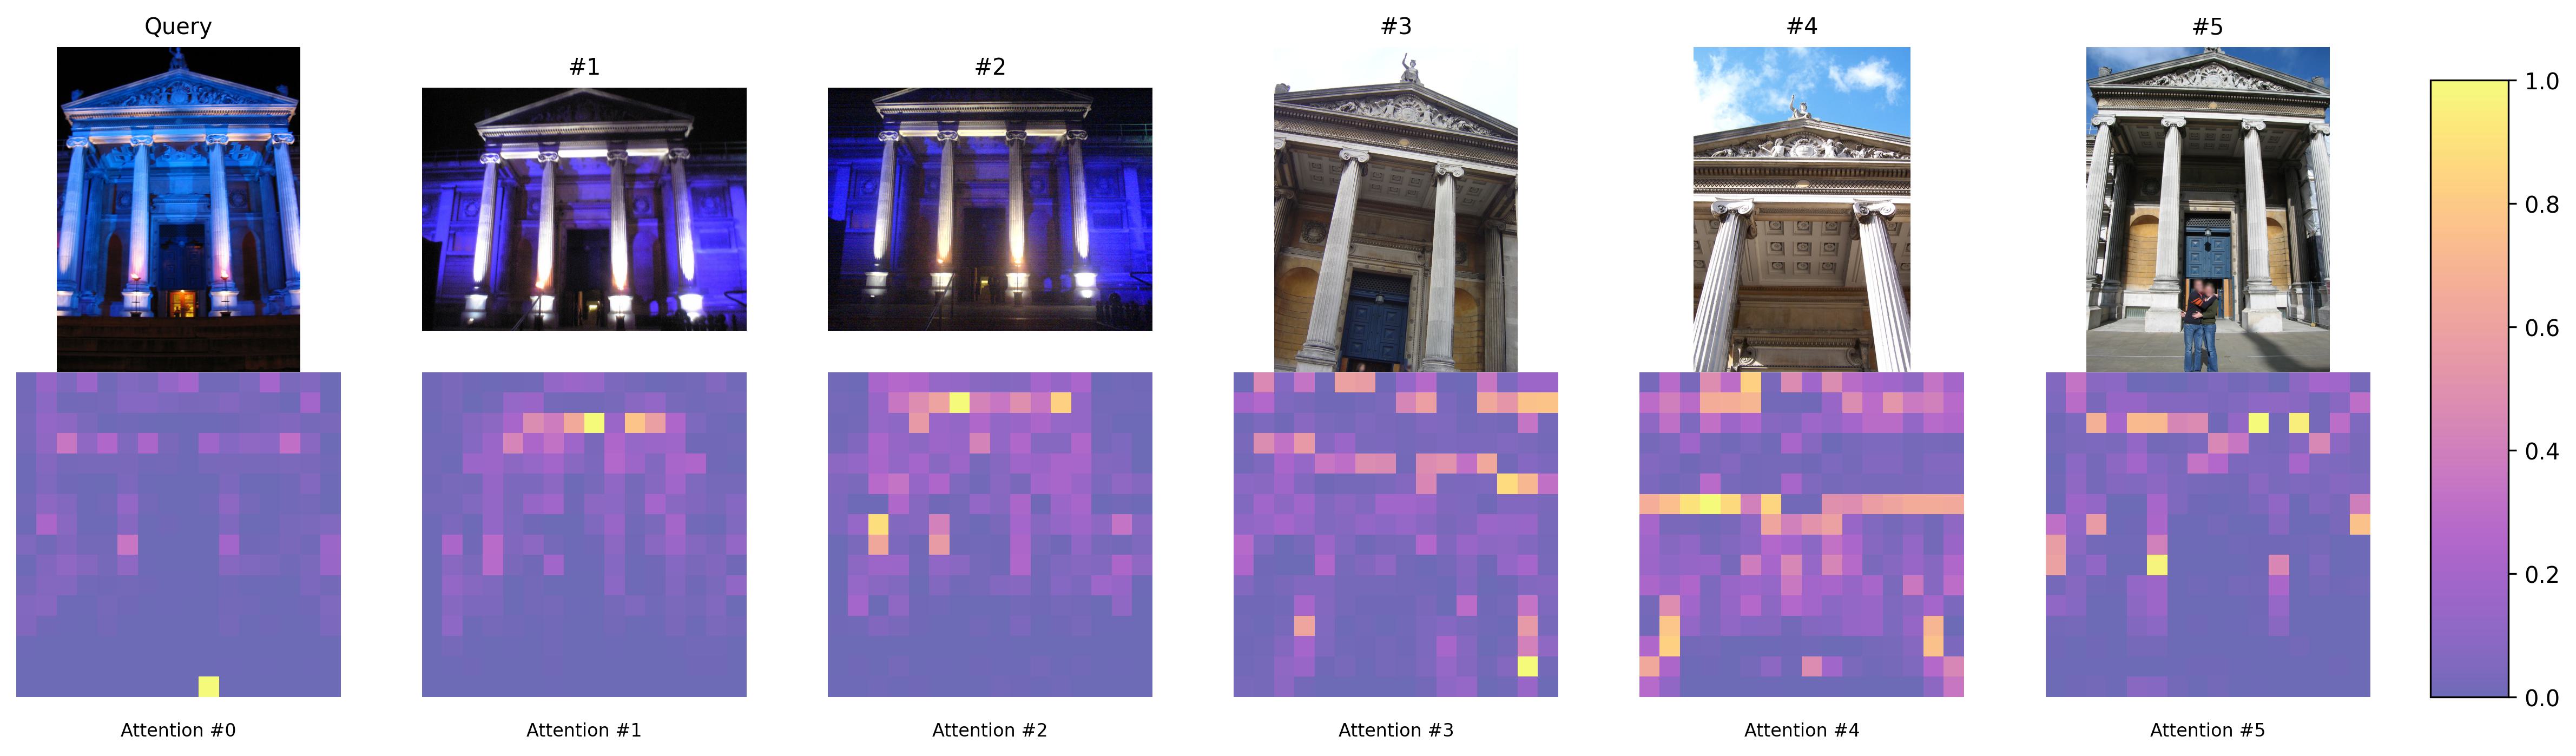 Query
#1
#2
#3
#4
#5
1.0
0.8
0.6
0.4
0.2
0.0
Attention #0
Attention #1
Attention #2
Attention #3
Attention #4
Attention #5